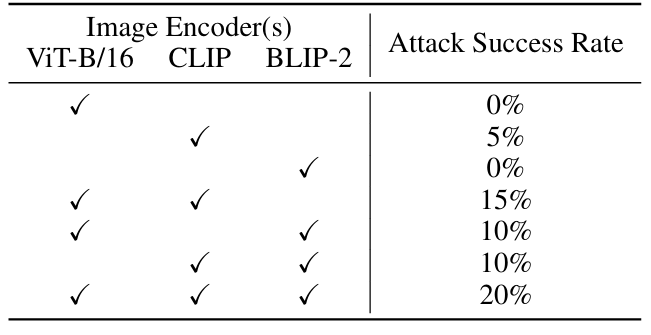 Image Encoder(s)
Attack Success Rate
ViT-B/16 CLIP BLIP-2
✓ 0%
✓ 5%
✓ 0%
✓ ✓ 15%
✓ ✓ 10%
✓ ✓ 10%
✓ ✓ ✓ 20%